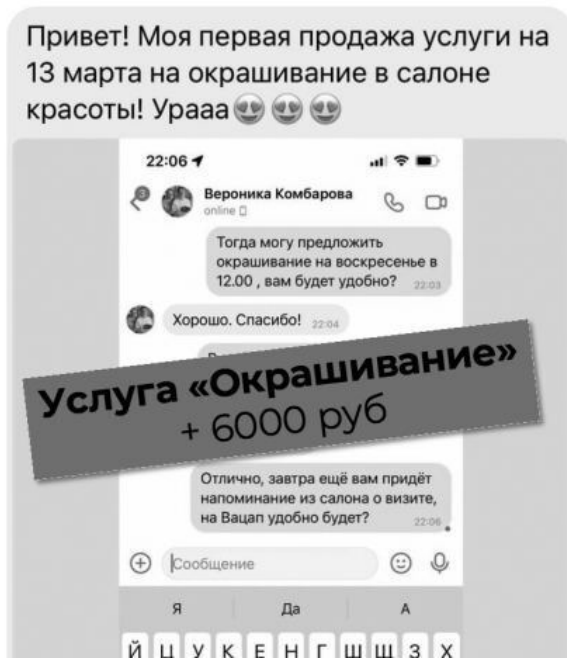 Привет! Моя первая продажа услуги на
13 марта на окрашивание в салоне
красоты! Урааа😍😍😍
22:06
3
Вероника Комбарова
online
Тогда могу предложить
окрашивание на воскресенье в
12.00 , вам будет удобно? 22:03
Хорошо. Спасибо! 22:04
Услуга «Окрашивание»
+ 6000 руб
Отлично, завтра ещё вам придёт
напоминание из салона о визите,
на Вацап удобно будет? 22:06
Сообщение
Я Да А
Й Ц У К Е Н Г Ш Щ З Х